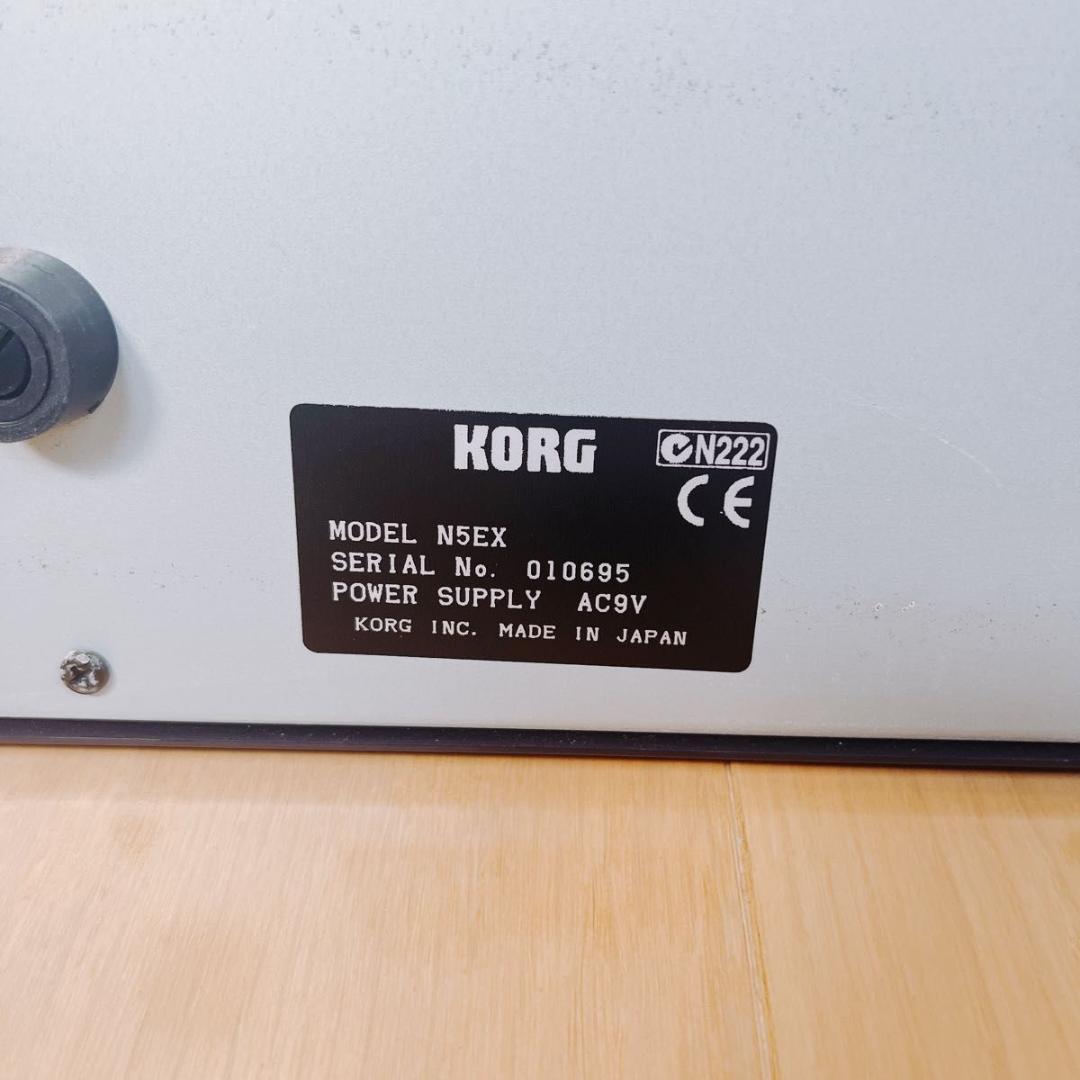 KORG
N222
CE
MODEL N5EX
SERIAL No. 010695
POWER SUPPLY AC9V
KORG INC. MADE IN JAPAN